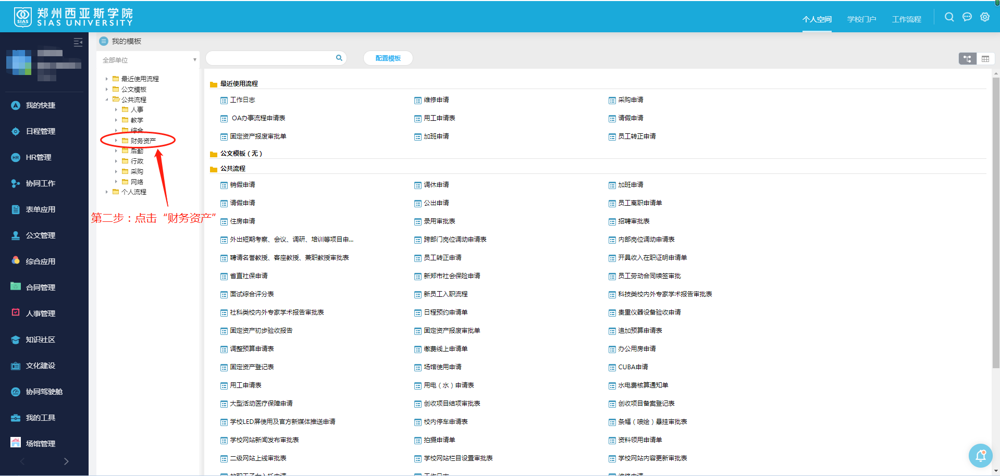 郑州西亚斯学院
SIAS UNIVERSITY
SIAS
个人空间
学校门户
工作流程
我的模板
全部单位
配置模板
最近使用流程
公文模板
公共流程
人事
教学
综合
财务资产
后勤
行政
采购
网络
个人流程
第二步：点击“财务资产”
我的快捷
日程管理
HR
HR管理
协同工作
表单应用
公文管理
综合应用
合同管理
人事管理
知识社区
文化建设
协同驾驶舱
我的工具
场馆管理
最近使用流程
工作日志
维修申请
采购申请
OA办事流程申请表
用工申请表
请假申请
固定资产报废审批单
加班申请
员工转正申请
公文模板（无）
公共流程
销假申请
调休申请
加班申请
请假申请
公出申请
员工离职申请单
住房申请
录用审批表
招聘审批表
外出短期考察、会议、调研、培训等项目申...
跨部门岗位调动申请表
内部岗位调动申请表
聘请名誉教授、客座教授、兼职教授审批表
员工转正申请
开具收入在职证明申请单
省直社保申请
新郑市社会保险申请
员工劳动合同续签审批
面试综合评分表
新员工入职流程
科技类校内外专家学术报告审批表
社科类校内外专家学术报告审批表
日程预约申请单
贵重仪器设备验收申请
固定资产初步验收报告
固定资产报废审批单
追加预算申请表
调整预算申请表
缴费线上申请单
办公用房申请
固定资产登记表
场馆使用申请
CUBA申请
用工申请表
用电（水）申请表
水电费核算通知单
大型活动医疗保障申请
创收项目结项审批表
创收项目备案登记表
学校LED屏使用及官方新媒体推送申请
校内停车申请表
条幅（喷绘）悬挂审批表
学校网站新闻发布审批表
拍摄申请单
资料领用申请单
二级网站上线审批表
学校网站栏目设置审批表
学校网站内容更新审批表
教职工子女入托申请
工作日志
维修申请